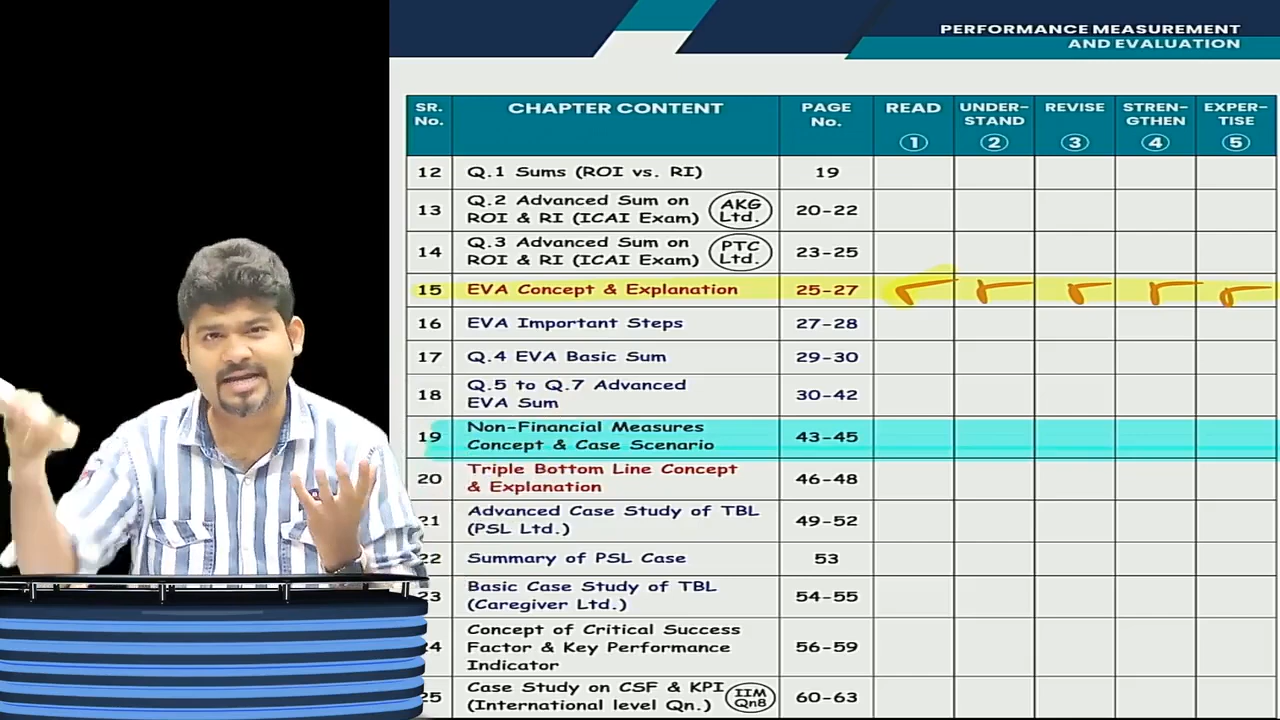 PERFORMANCE MEASUREMENT
AND EVALUATION
SR. No. CHAPTER CONTENT PAGE No. READ ① UNDER-STAND ② REVISE ③ STREN-GTHEN ④ EXPER-TISE ⑤
12 Q.1 Sums (ROI vs. RI) 19
13 Q.2 Advanced Sum on
ROI & RI (ICAI Exam) AKG Ltd. 20-22
14 Q.3 Advanced Sum on
ROI & RI (ICAI Exam) PTC Ltd. 23-25
15 EVA Concept & Explanation 25-27
16 EVA Important Steps 27-28
17 Q.4 EVA Basic Sum 29-30
18 Q.5 to Q.7 Advanced
EVA Sum 30-42
19 Non-Financial Measures
Concept & Case Scenario 43-45
20 Triple Bottom Line Concept
& Explanation 46-48
21 Advanced Case Study of TBL
(PSL Ltd.) 49-52
22 Summary of PSL Case 53
23 Basic Case Study of TBL
(Caregiver Ltd.) 54-55
24 Concept of Critical Success
Factor & Key Performance
Indicator 56-59
25 Case Study on CSF & KPI
(International level Qn.) IIM Qn8 60-63